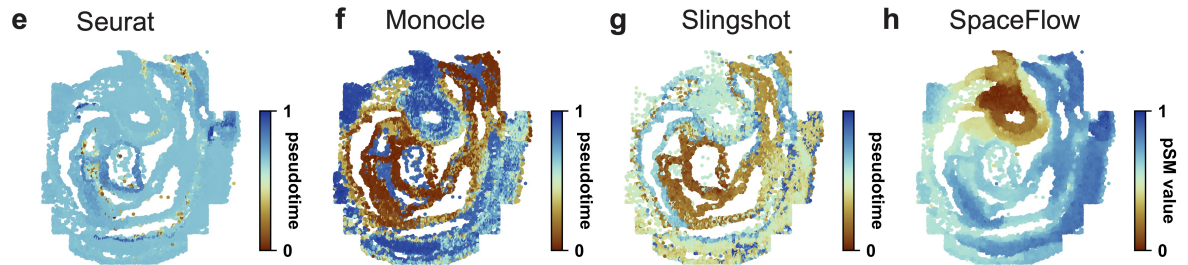 e Seurat
f Monocle
g Slingshot
h SpaceFlow
1
pseudotime
0
1
pseudotime
0
1
pseudotime
0
1
pSM value
0